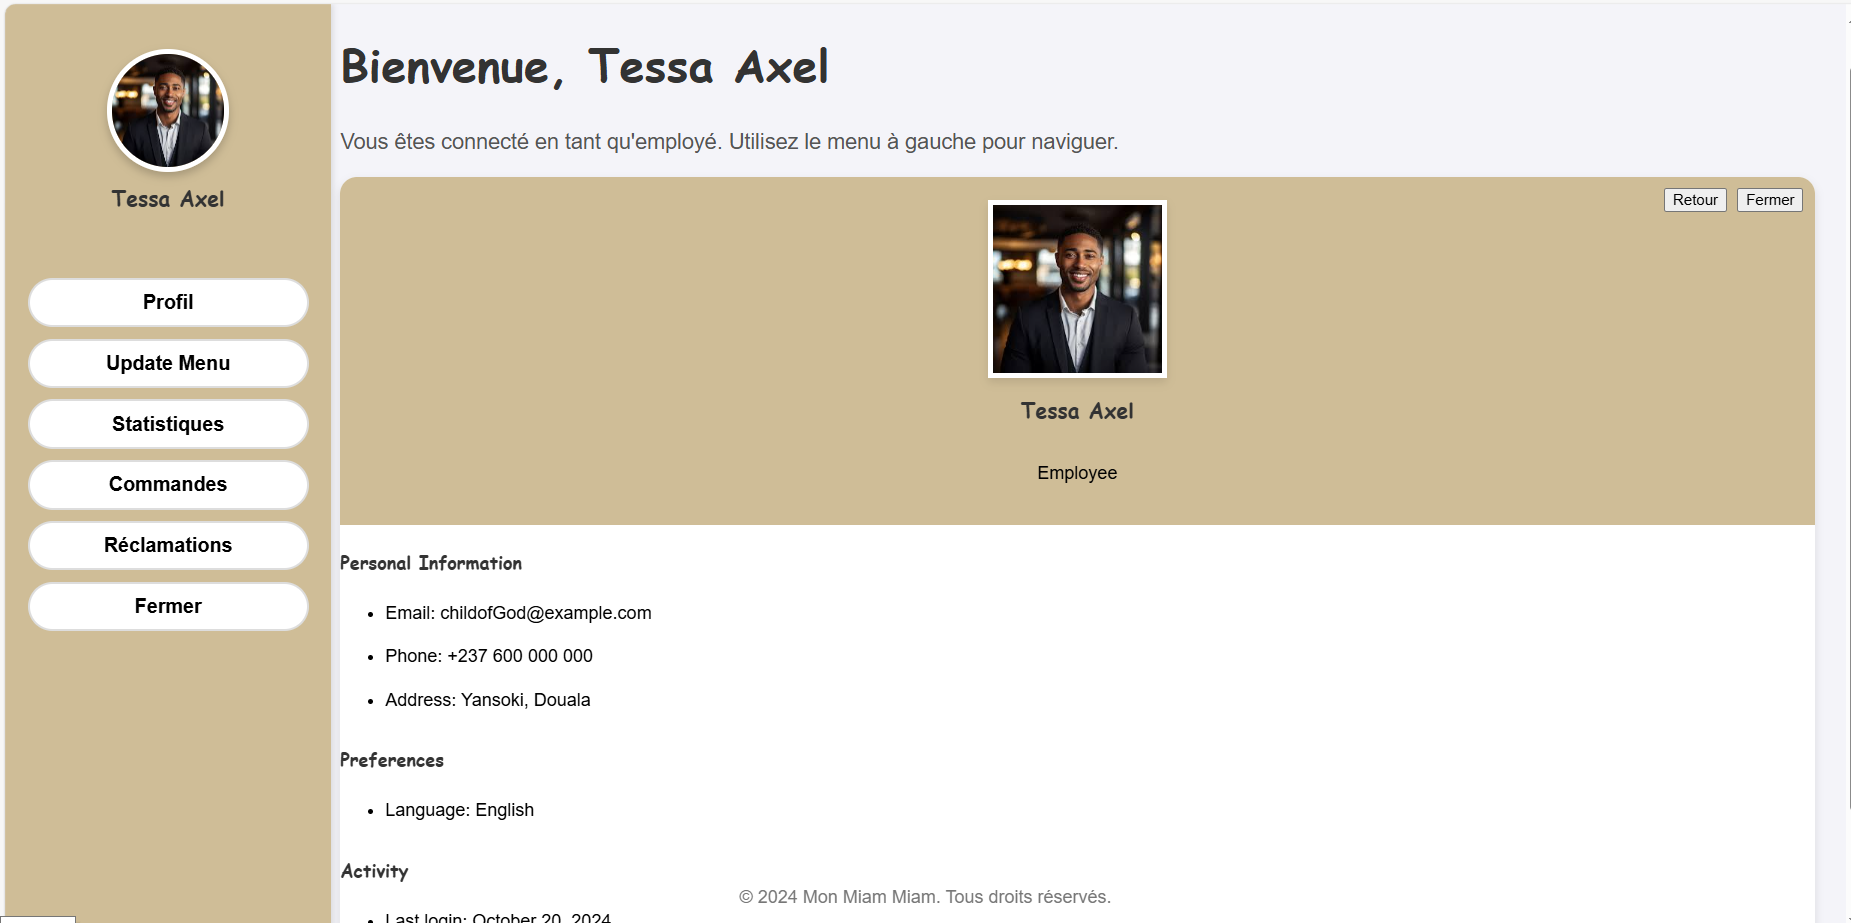 Tessa Axel
Profil
Update Menu
Statistiques
Commandes
Réclamations
Fermer
Bienvenue, Tessa Axel
Vous êtes connecté en tant qu'employé. Utilisez le menu à gauche pour naviguer.
Retour Fermer
Tessa Axel
Employee
Personal Information
Email: childofGod@example.com
Phone: +237 600 000 000
Address: Yansoki, Douala
Preferences
Language: English
Activity
© 2024 Mon Miam Miam. Tous droits réservés.
Last login: October 20, 2024